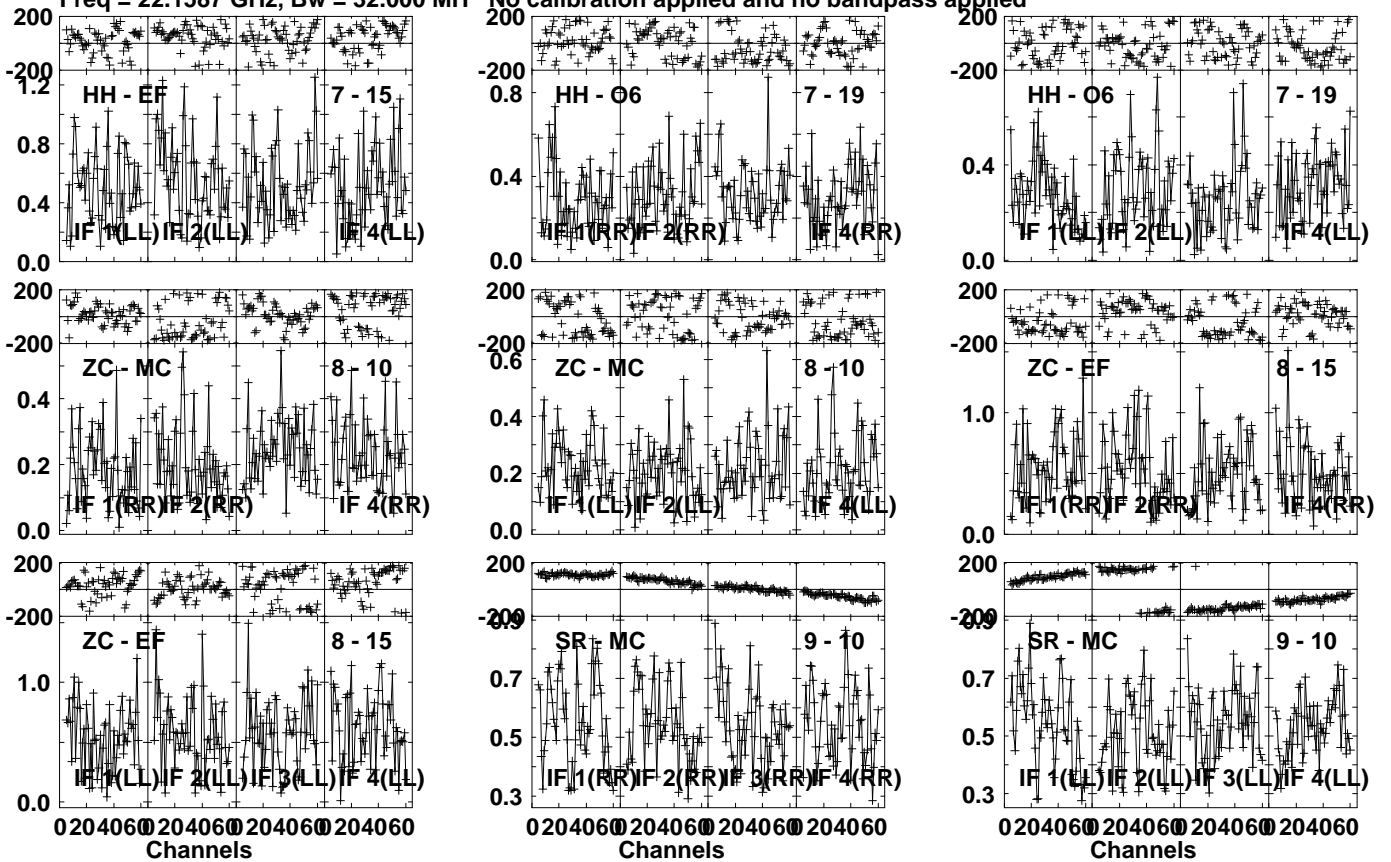 Freq = 22.1587 GHz, Bw = 32.000 MH No calibration applied and no bandpass applied
200
-200
1.2
0.8
0.4
0.0
HH - EF
7 - 15
IF 1(LL)
IF 2(LL)
IF 4(LL)
200
-200
0.8
0.4
0.0
HH - O6
7 - 19
IF 1(RR)
IF 2(RR)
IF 4(RR)
200
-200
0.4
0.0
HH - O6
7 - 19
IF 1(LL)
IF 2(LL)
IF 4(LL)
200
-200
0.4
0.2
0.0
ZC - MC
8 - 10
IF 1(RR)
IF 2(RR)
IF 4(RR)
200
-200
0.6
0.4
0.2
0.0
ZC - MC
8 - 10
IF 1(LL)
IF 2(LL)
IF 4(LL)
200
-200
1.0
0.0
ZC - EF
8 - 15
IF 1(RR)
IF 2(RR)
IF 4(RR)
200
-200
1.0
0.0
ZC - EF
8 - 15
IF 1(LL)
IF 2(LL)
IF 3(LL)
IF 4(LL)
0 20 40 60 0 20 40 60 0 20 40 60 0 20 40 60
Channels
200
-200
0.9
0.7
0.5
0.3
SR - MC
9 - 10
IF 1(RR)
IF 2(RR)
IF 3(RR)
IF 4(RR)
0 20 40 60 0 20 40 60 0 20 40 60 0 20 40 60
Channels
200
-200
0.9
0.7
0.5
0.3
SR - MC
9 - 10
IF 1(LL)
IF 2(LL)
IF 3(LL)
IF 4(LL)
0 20 40 60 0 20 40 60 0 20 40 60 0 20 40 60
Channels